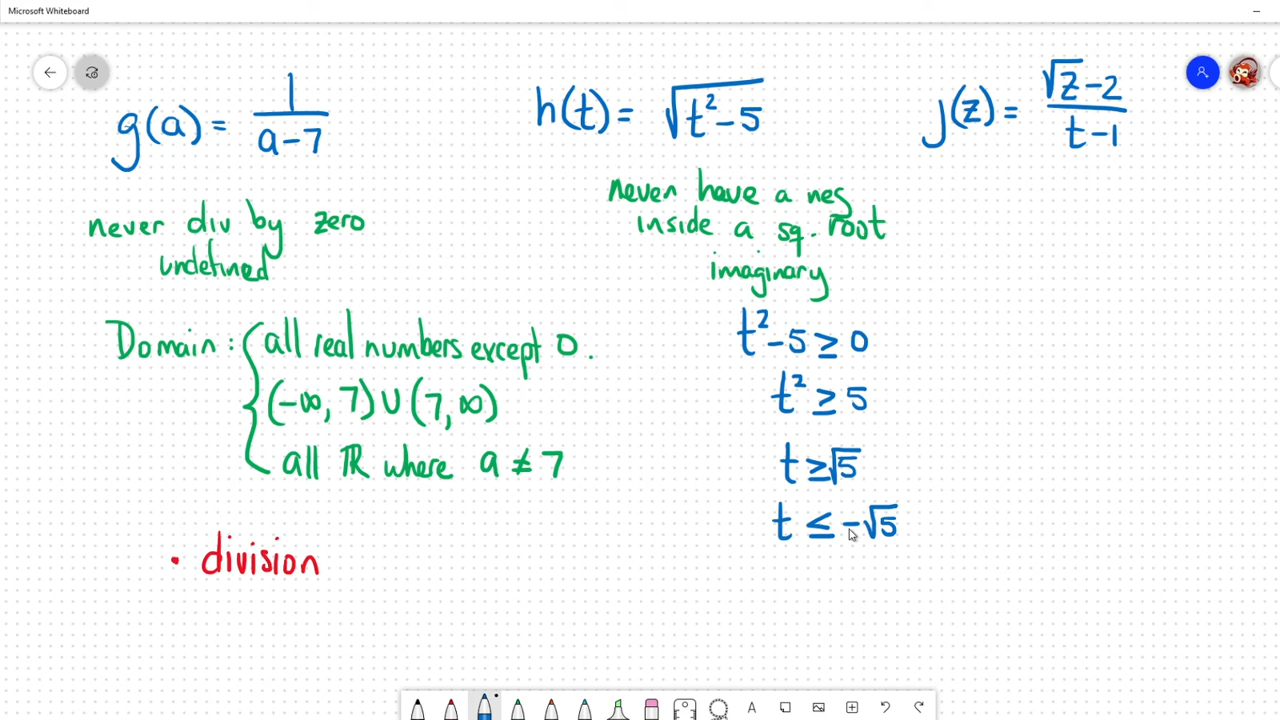 Microsoft Whiteboard
g(a) = 1/(a-7)
never div by zero
undefined
Domain: { all real numbers except 0.
(-∞, 7) ∪ (7, ∞)
all ℝ where a ≠ 7
• division
h(t) = √(t²-5)
never have a neg
inside a sq. root
imaginary
t²-5 ≥ 0
t² ≥ 5
t ≥ √5
t ≤ -√5
j(z) = (√z-2)/(t-1)
A